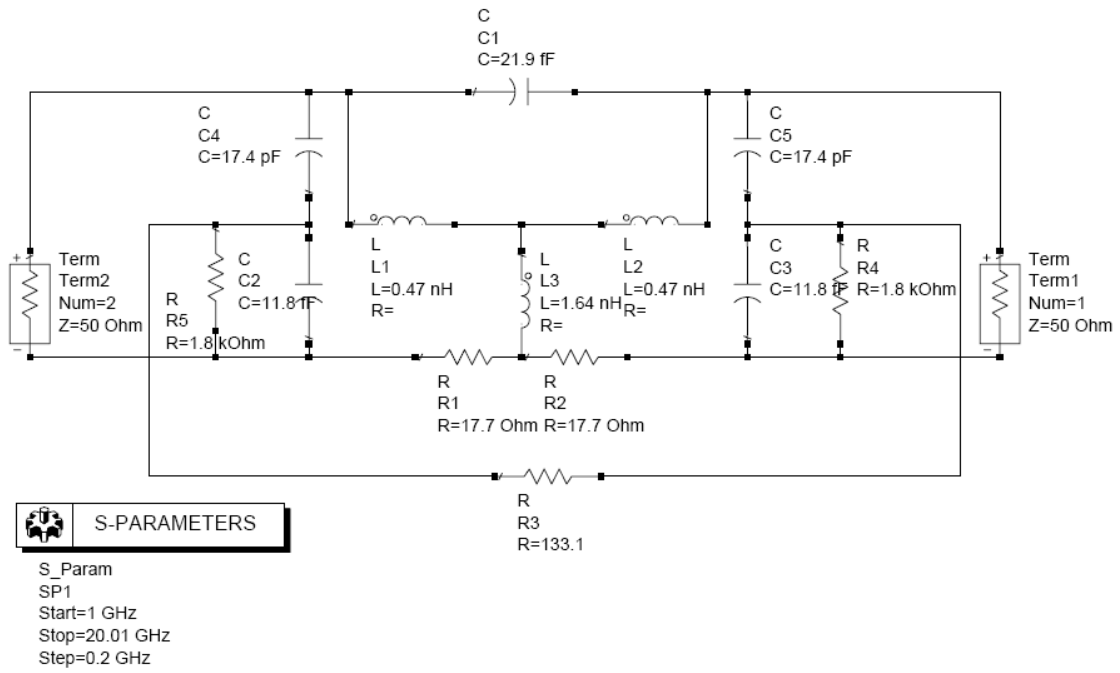 C
C1
C=21.9 fF
C
C4
C=17.4 pF
C
C5
C=17.4 pF
+
Term
Term2
Num=2
Z=50 Ohm
−
R
R5
R=1.8 kOhm
C
C2
C=11.8 fF
L
L1
L=0.47 nH
R=
L
L3
L=1.64 nH
R=
L
L2
L=0.47 nH
R=
C
C3
C=11.8 fF
R
R4
R=1.8 kOhm
+
Term
Term1
Num=1
Z=50 Ohm
−
R
R1
R=17.7 Ohm
R
R2
R=17.7 Ohm
R
R3
R=133.1
S-PARAMETERS
S_Param
SP1
Start=1 GHz
Stop=20.01 GHz
Step=0.2 GHz